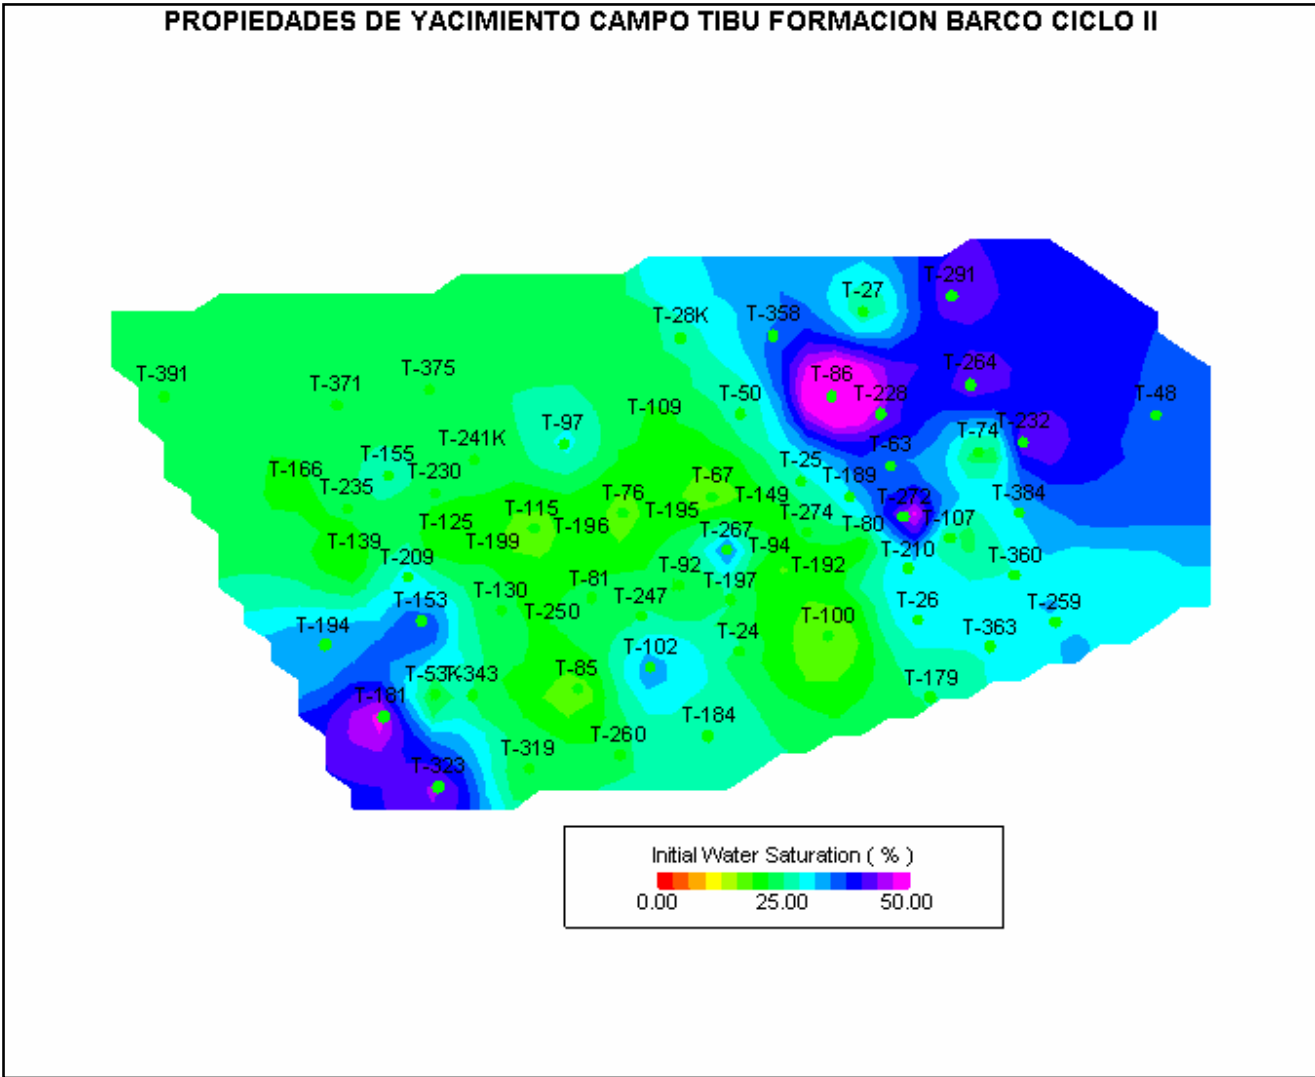 PROPIEDADES DE YACIMIENTO CAMPO TIBU FORMACION BARCO CICLO II
T-291
T-27
T-28K
T-358
T-264
T-391
T-371
T-375
T-86
T-48
T-50
T-228
T-109
T-97
T-232
T-74
T-241K
T-63
T-155
T-25
T-166
T-230
T-67
T-189
T-235
T-76
T-149
T-272
T-384
T-115
T-195
T-274
T-107
T-125
T-196
T-80
T-139
T-199
T-267
T-94
T-210
T-360
T-209
T-92
T-192
T-81
T-197
T-130
T-247
T-26
T-259
T-153
T-250
T-100
T-194
T-24
T-363
T-102
T-53K
T-343
T-85
T-179
T-181
T-184
T-260
T-319
T-323
Initial Water Saturation ( % )
0.00 25.00 50.00